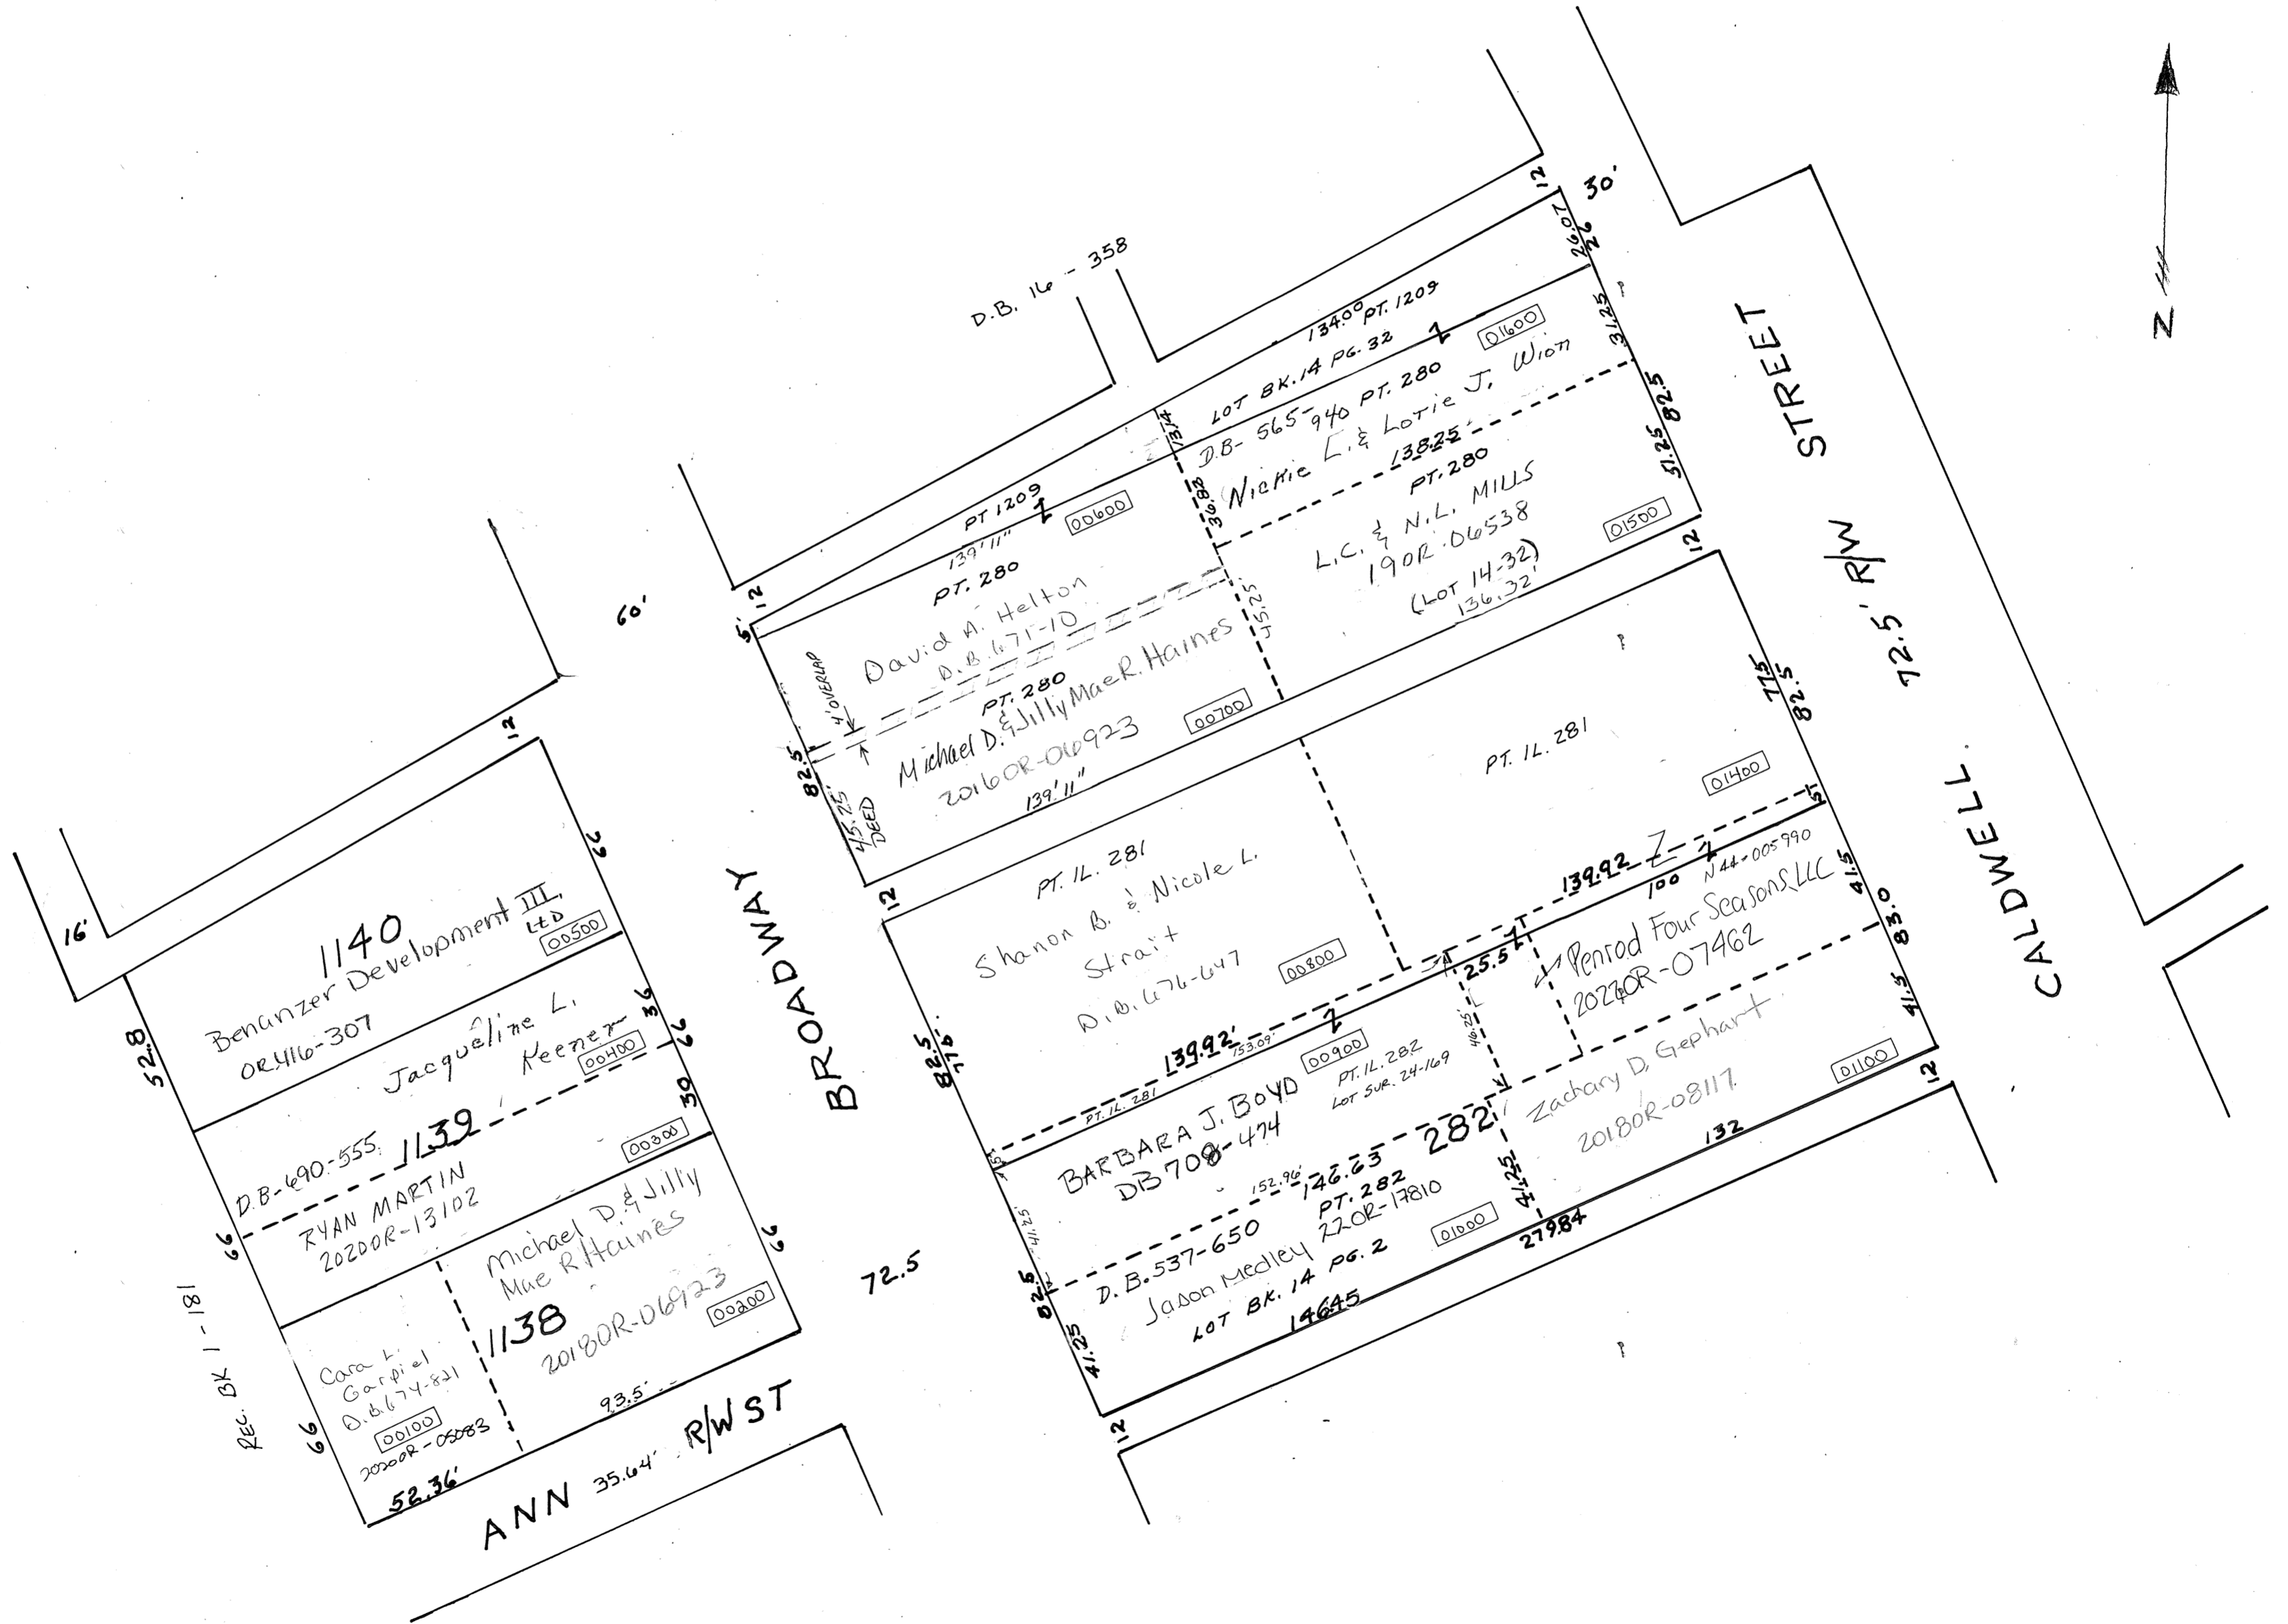 D.B. 16 - 358
12
30'
26.07
26
134.00
PT. 1209
LOT BK. 14 PG. 32
Z
01600
D.B- 565-940
PT. 280
Nickie L. & Lorie J. Wion
31.25
82.5
51.25
138.25
PT. 280
L.C. & N.L. MILLS
190R-06538
(LOT 14-32)
136.32'
01500
12
STREET
72.5' R/W
CALDWELL
N
60'
12
5'
PT 1209
Z
139'11"
PT. 280
00600
13.14
36.88
45.25'
David A. Helton
D.B. 671-10
4' OVERLAP
PT. 280
Michael D. & Jilly Mae R. Haines
2016OR-06923
00700
139'11"
82.5
45.25'
DEED
12
PT. IL. 281
Shanon B. & Nicole L.
Strait
D.B. 676-647
00800
82.5
139.92'
153.09'
PT. IL. 281
Z
PT. IL. 281
01400
77.5
82.5
5'
139.92
Z
100
25.5
N44-005990
41.5
83.0
41.5
Penrod Four Seasons, LLC
-07462
00900
PT. IL. 282
LOT SUR. 24-169
BARBARA J. BOYD
DB 708-474
46.25'
41.25'
152.96'
146.63
282
PT. 282
D.B. 537-650
Jason Medley 22OR-17810
LOT BK. 14 PG. 2
01000
146.45
41.25
82.5
41.25
279.84
Zachary D. Gephart
2018OR-08117
01100
132
12
12
BROADWAY
72.5
16'
12
1140
Benanzer Development III,
LtD
OR416-307
00500
66
52.8
Jacqueline L.
Keener
00400
D.B-690-555
1139
36
66
30
RYAN MARTIN
2020OR-13102
00300
66
Michael D. & Jilly
Mae R. Haines
1138
2018OR-06923
00200
66
93.5'
Cara L.
D.B. 674-821
00100
2020OR-05083
66
52.36'
REC. BK 1 - 181
ANN 35.64' R/W ST